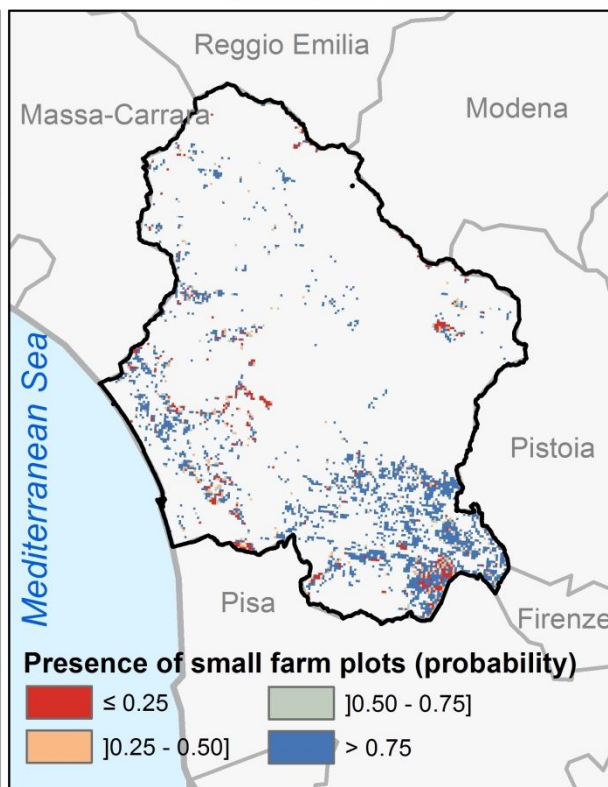 Reggio Emilia
Massa-Carrara
Modena
Mediterranean Sea
Pistoia
Pisa
Firenze
Presence of small farm plots (probability)
≤ 0.25
]0.50 - 0.75]
]0.25 - 0.50]
> 0.75